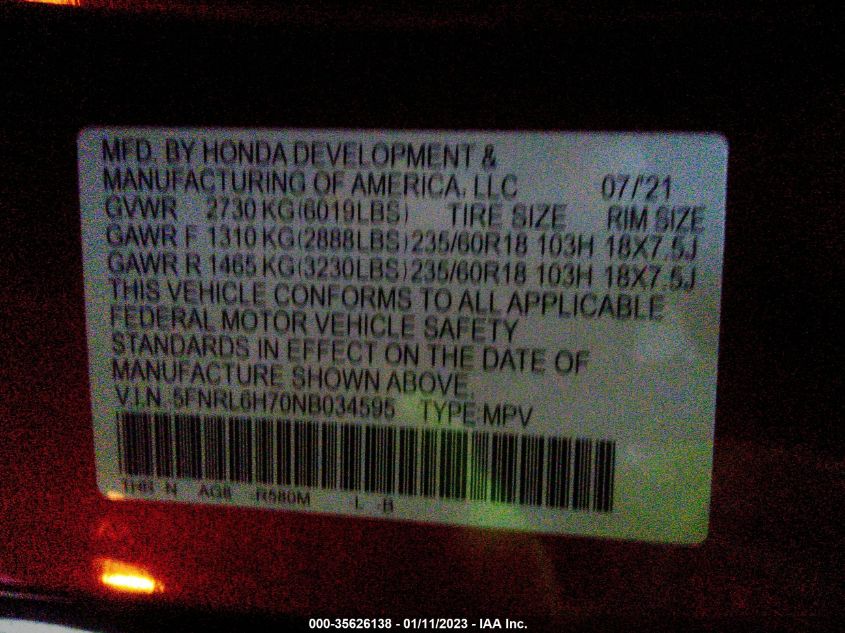 MFD. BY HONDA DEVELOPMENT &
MANUFACTURING OF AMERICA, LLC 07/'21
GVWR 2730 KG(6019LBS) TIRE SIZE RIM SIZE
GAWR F 1310 KG(2888LBS) 235/60R18 103H 18X7.5J
GAWR R 1465 KG(3230LBS) 235/60R18 103H 18X7.5J
THIS VEHICLE CONFORMS TO ALL APPLICABLE
FEDERAL MOTOR VEHICLE SAFETY
STANDARDS IN EFFECT ON THE DATE OF
MANUFACTURE SHOWN ABOVE.
V.I.N. 5FNRL6H70NB034595 TYPE:MPV
N AG8 R580M L -B
000-35626138 - 01/11/2023 - IAA Inc.